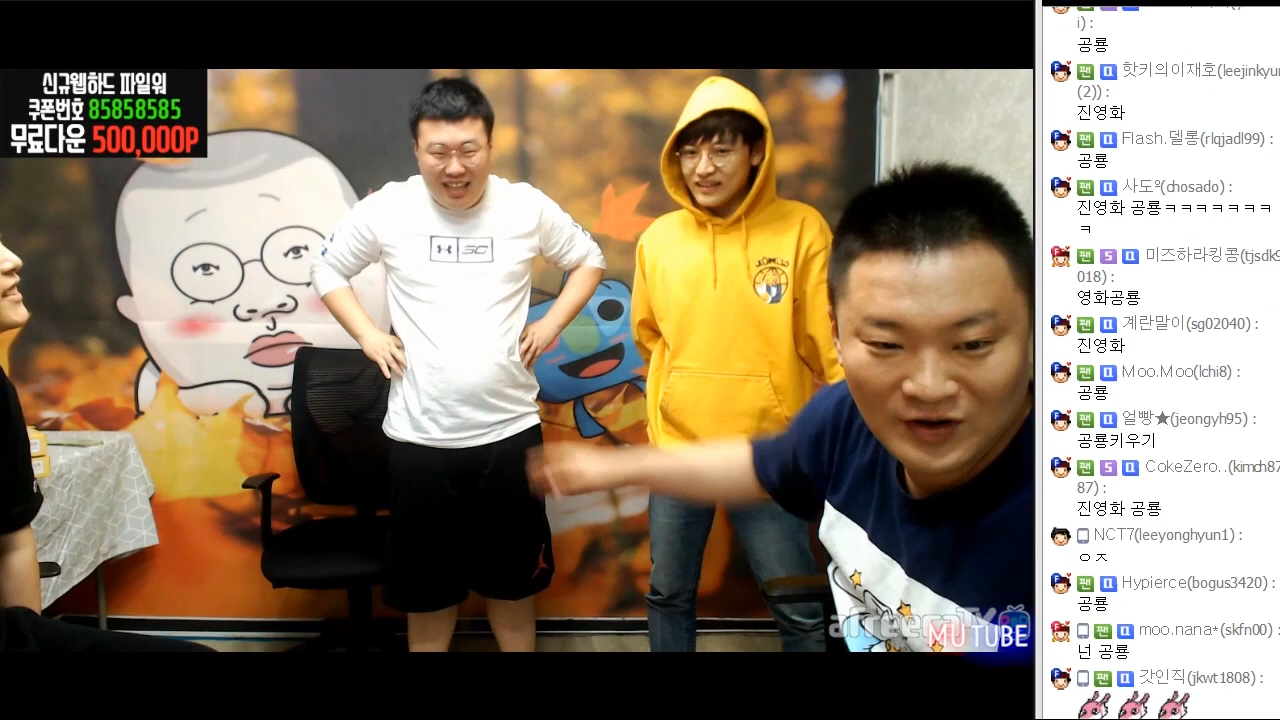 신규웹하드 파일워
쿠폰번호 85858585
무료다운 500,000P
SC
afreecaTV
MUTUBE
i) :
공룡
팬 핫키의이재호(leejinkyu
(2)) :
진영화
팬 Flash.델롱(rlqjadl99) :
공룡
팬 사도º(chosado) :
진영화 공룡ㅋㅋㅋㅋㅋㅋㅋ
ㅋ
팬 S 미즈하라킹콩(tjsdks
018) :
영화공룡
팬 계란말이(sg02040) :
진영화
팬 Moo.Moo(lchi8) :
공룡
팬 얼빵★(jeongyh95) :
공룡키우기
팬 S CokeZero..(kimch87
87) :
진영화 공룡
NCT7(leeyonghyun1) :
ㅇㅈ
팬 Hypierce(bogus3420) :
공룡
팬 moo.nana*(skfn00) :
넌 공룡
팬 갓인직(jkwt1808) :